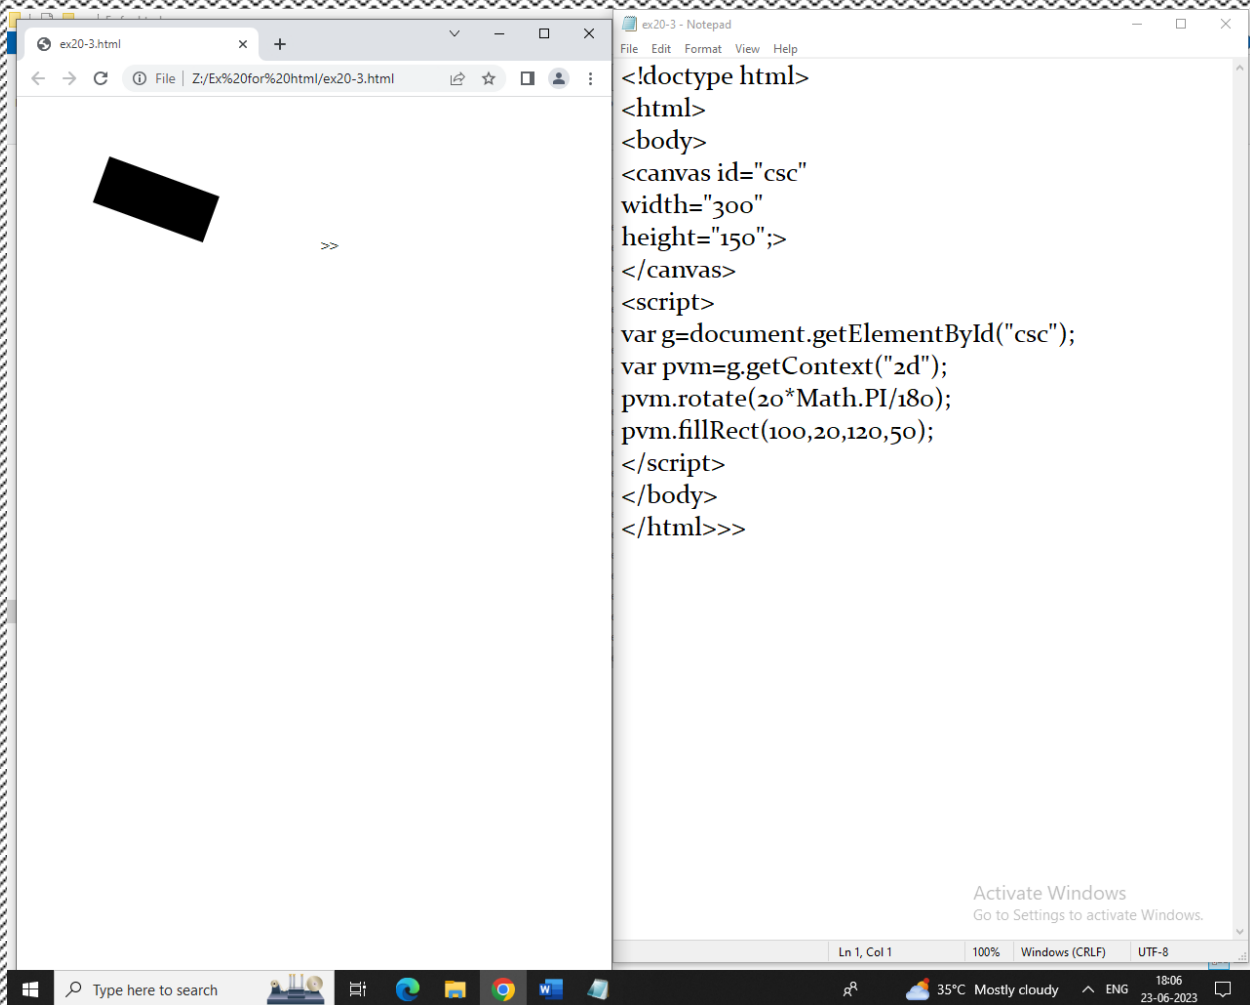 ex20-3.html
File
Z:/Ex%20for%20html/ex20-3.html
>>
ex20-3 - Notepad
File Edit Format View Help
<!doctype html>
<html>
<body>
<canvas id="csc"
width="300"
height="150";>
</canvas>
<script>
var g=document.getElementById("csc");
var pvm=g.getContext("2d");
pvm.rotate(20*Math.PI/180);
pvm.fillRect(100,20,120,50);
</script>
</body>
</html>>>
Activate Windows
Go to Settings to activate Windows.
Ln 1, Col 1 100% Windows (CRLF) UTF-8
Type here to search
W
35°C Mostly cloudy
ENG
18:06
23-06-2023